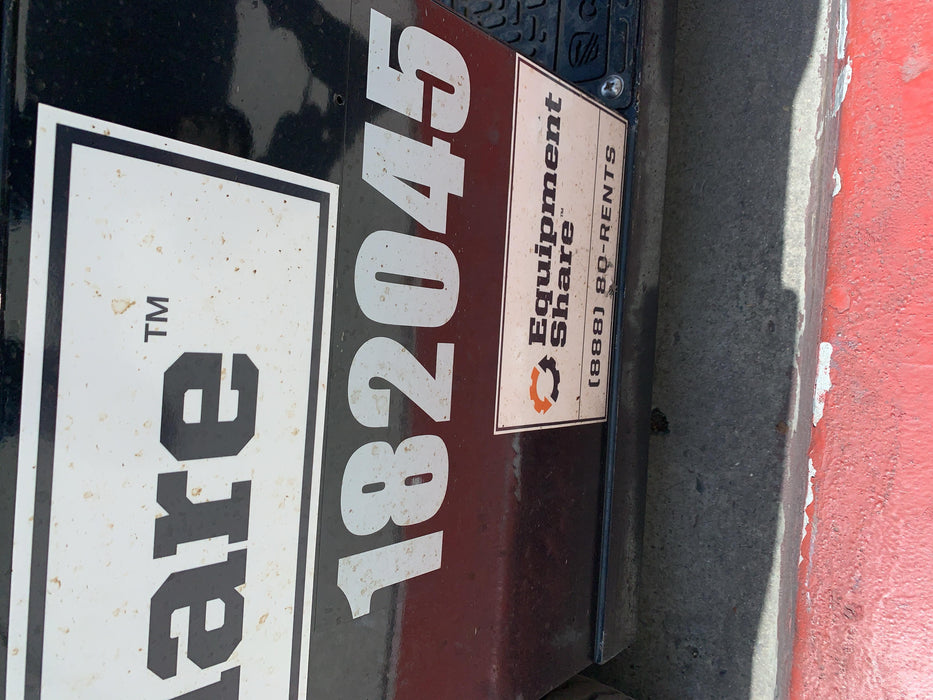 are™
182045
Equipment
Share™
(888) 80-RENTS